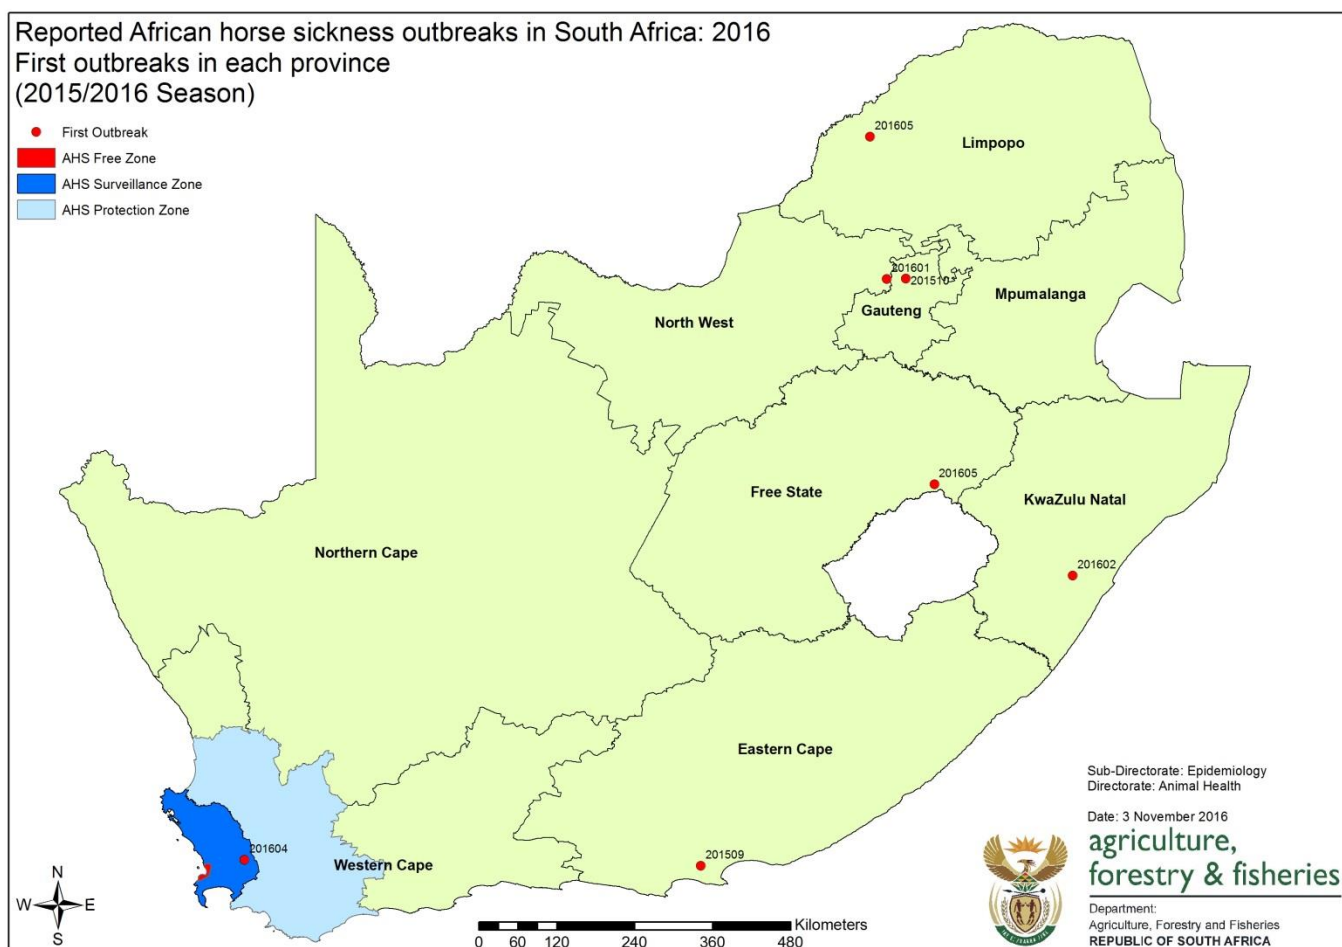 Reported African horse sickness outbreaks in South Africa: 2016
First outbreaks in each province
(2015/2016 Season)
First Outbreak
AHS Free Zone
AHS Surveillance Zone
AHS Protection Zone
201605
Limpopo
201601
201510
Mpumalanga
Gauteng
North West
201605
Free State
KwaZulu Natal
Northern Cape
201602
Eastern Cape
201604
Western Cape
201509
N
W
E
S
Kilometers
0 60 120 240 360 480
Sub-Directorate: Epidemiology
Directorate: Animal Health
Date: 3 November 2016
agriculture,
forestry & fisheries
Department:
Agriculture, Forestry and Fisheries
REPUBLIC OF SOUTH AFRICA